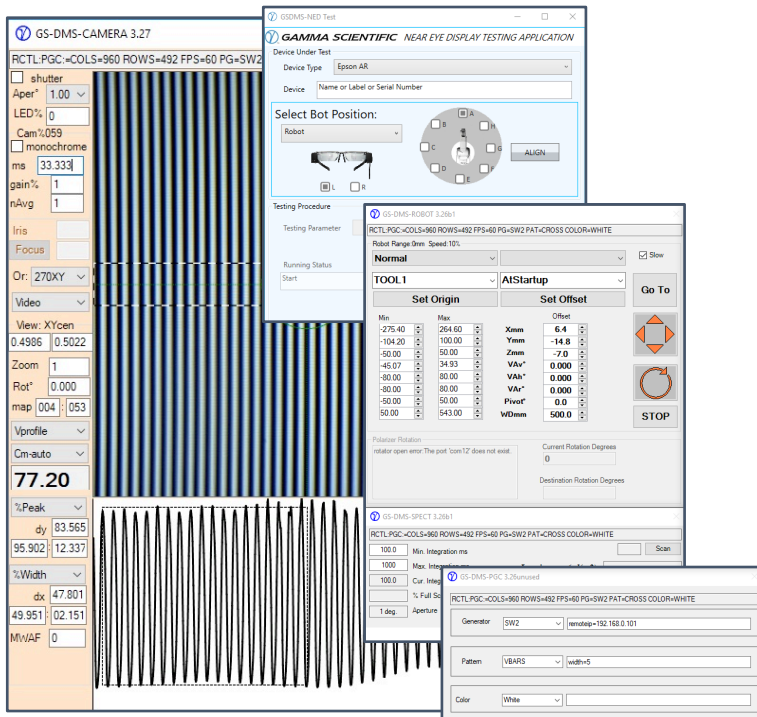 GS-DMS-CAMERA 3.27
RCTL:PGC:=COLS=960 ROWS=492 FPS=60 PG=SW2
shutter
Aper° 1.00
LED% 0
Cam%059
monochrome
ms 33.333
gain% 1
nAvg 1
Iris
Focus
Or: 270XY
Video
View: XYcen
0.4986 0.5022
Zoom 1
Rot° 0.000
map 004 : 053
Vprofile
Cm-auto
77.20
%Peak
dy 83.565
95.902 : 12.337
%Width
dx 47.801
49.951 : 02.151
MWAF 0
GSDMS-NED Test
GAMMA SCIENTIFIC NEAR EYE DISPLAY TESTING APPLICATION
Device Under Test
Device Type Epson AR
Device Name or Label or Serial Number
Select Bot Position:
Robot
L R
A
B H
C G
D F
E
ALIGN
Testing Procedure
Testing Parameter
Running Status
Start
GS-DMS-ROBOT 3.26b1
RCTL:PGC:=COLS=960 ROWS=492 FPS=60 PG=SW2 PAT=CROSS COLOR=WHITE
Robot Range:0mm Speed:10%
Normal
Slow
TOOL1 AtStartup
Go To
Set Origin Set Offset
Min Max Offset
-275.40 264.60 Xmm 6.4
-104.20 100.00 Ymm -14.8
-50.00 50.00 Zmm -7.0
-45.07 34.93 VAv° 0.000
-80.00 80.00 VAh° 0.000
-80.00 80.00 VAr° 0.000
-50.00 50.00 Pivot° 0.0
50.00 543.00 WDmm 500.0
STOP
Polarizer Rotation
rotator open error: The port 'com12' does not exist.
Current Rotation Degrees
0
Destination Rotation Degrees
GS-DMS-SPECT 3.26b1
RCTL:PGC:=COLS=960 ROWS=492 FPS=60 PG=SW2 PAT=CROSS COLOR=WHITE
100.0 Min. Integration ms
Scan
1000 Max. Integration ms
100.0 Cur. Integ
% Full Sc
1 deg. Aperture
GS-DMS-PGC 3.26unused
RCTL:PGC:=COLS=960 ROWS=492 FPS=60 PG=SW2 PAT=CROSS COLOR=WHITE
Generator SW2 remoteip=192.168.0.101
Pattern VBARS width=5
Color White